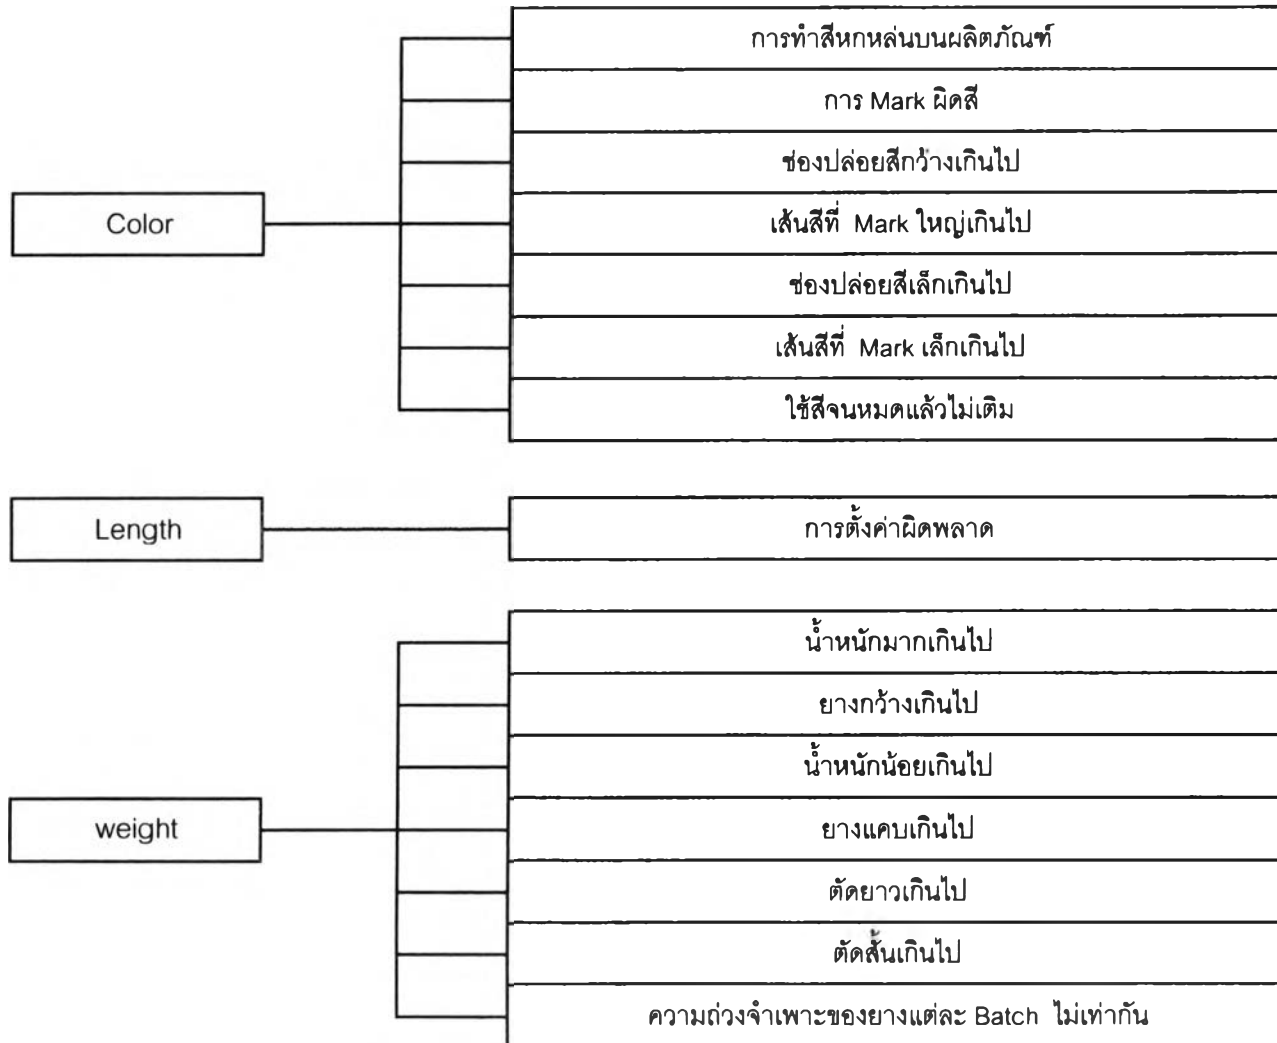 การทำสีหกหล่นบนผลิตภัณฑ์
การ Mark ผิดสี
ช่องปล่อยสีกว้างเกินไป
Color
เส้นสีที่ Mark ใหญ่เกินไป
ช่องปล่อยสีเล็กเกินไป
เส้นสีที่ Mark เล็กเกินไป
ใช้สีจนหมดแล้วไม่เติม
Length
การตั้งค่าผิดพลาด
น้ำหนักมากเกินไป
ยางกว้างเกินไป
น้ำหนักน้อยเกินไป
weight
ยางแคบเกินไป
ตัดยาวเกินไป
ตัดสั้นเกินไป
ความถ่วงจำเพาะของยางแต่ละ Batch ไม่เท่ากัน